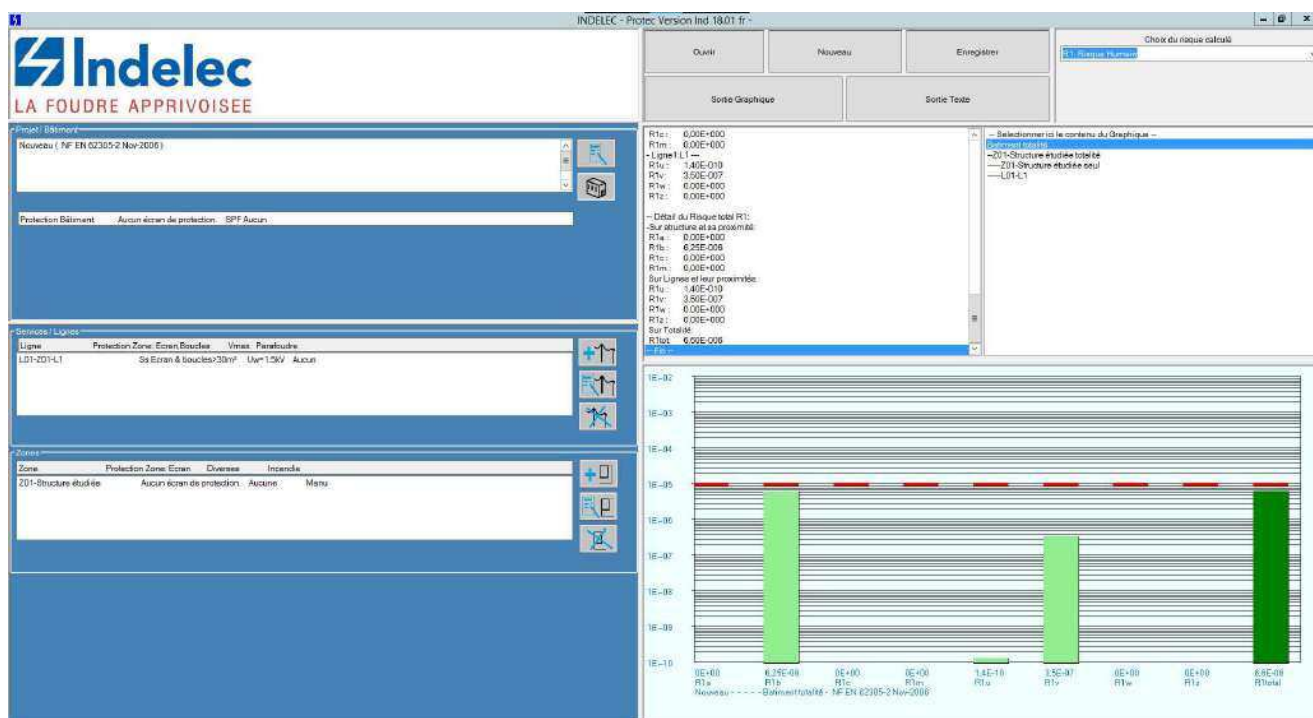 INDELEC - Protec Version Ind 18.01 fr -
Indelec
LA FOUDRE APPRIVOISEE
Ouvrir
Nouveau
Enregistrer
Sortie Graphique
Sortie Texte
Choix du risque calculé
R1-Risque Humain
Projet / Bâtiment
Nouveau ( NF EN 62305-2 Nov-2006 )
Protection Bâtiment Aucun écran de protection. SPF Aucun
Services / Lignes
Ligne Protection Zone: Ecran,Boucles Vmax Parafoudre
L01-Z01-L1 Ss Ecran & boucles>30m² Uw=1.5kV Aucun
Zones
Zone Protection Zone: Ecran Diverses Incendie
Z01-Structure étudiée Aucun écran de protection. Aucune Manu
R1c : 0,00E+000
R1m : 0,00E+000
- Ligne1:L1 ---
R1u : 1,40E-010
R1v: 3,50E-007
R1w : 0,00E+000
R1z : 0,00E+000
-- Détail du Risque total R1:
-Sur structure et sa proximité
R1a : 0,00E+000
R1b : 6,25E-006
R1c : 0,00E+000
R1m : 0,00E+000
Sur Lignes et leur proximitée.
R1u : 1,40E-010
R1v: 3,50E-007
R1w : 0,00E+000
R1z : 0,00E+000
Sur Totalité
R1tot: 6,60E-006
-- Fin --
-- Selectionner ici le contenu du Graphique --
Batiment totalité
--Z01-Structure étudiée totalité
----Z01-Structure étudiée seul
----L01-L1
1E-02
1E-03
1E-04
1E-05
1E-06
1E-07
1E-08
1E-09
1E-10
0E+00 6,25E-06 0E+00 0E+00 1,4E-10 3,5E-07 0E+00 0E+00 6,6E-06
R1a R1b R1c R1m R1u R1v R1w R1z R1total
Nouveau - - - - - -Batiment totalité - NF EN 62305-2 Nov-2006